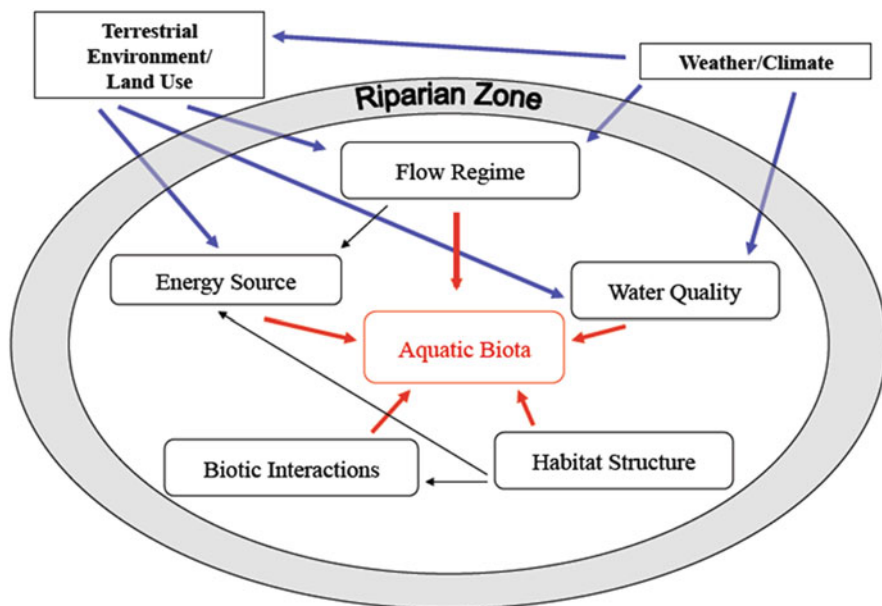 Terrestrial
Environment/
Land Use
Weather/Climate
Riparian Zone
Flow Regime
Energy Source
Water Quality
Aquatic Biota
Biotic Interactions
Habitat Structure